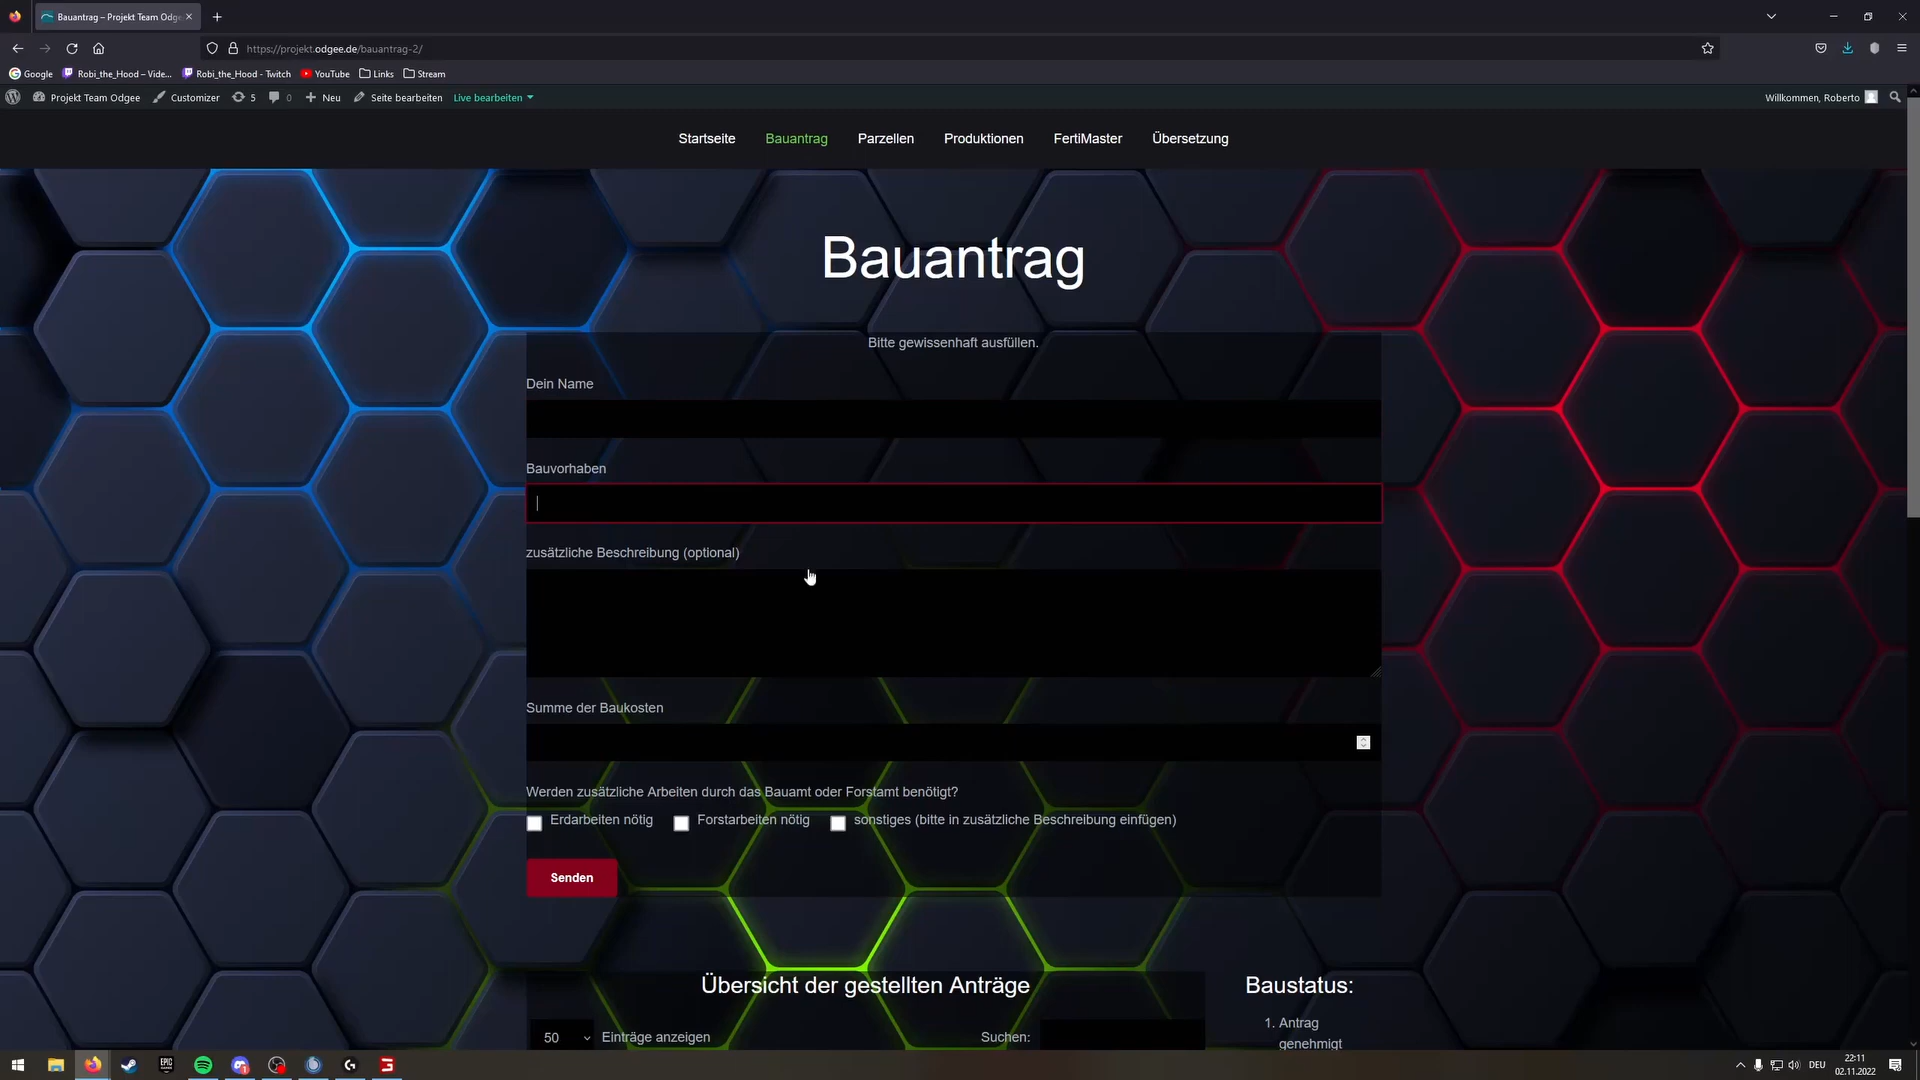 Bauantrag – Projekt Team Odge
https://projekt.odgee.de/bauantrag-2/
Google Robi_the_Hood – Vide... Robi_the_Hood - Twitch YouTube Links Stream
Projekt Team Odgee Customizer 5 0 Neu Seite bearbeiten Live bearbeiten Willkommen, Roberto
Startseite Bauantrag Parzellen Produktionen FertiMaster Übersetzung
Bauantrag
Bitte gewissenhaft ausfüllen.
Dein Name
Bauvorhaben
zusätzliche Beschreibung (optional)
Summe der Baukosten
Werden zusätzliche Arbeiten durch das Bauamt oder Forstamt benötigt?
Erdarbeiten nötig Forstarbeiten nötig sonstiges (bitte in zusätzliche Beschreibung einfügen)
Senden
Übersicht der gestellten Anträge
50 Einträge anzeigen Suchen:
Baustatus:
1. Antrag
genehmigt
DEU 22:11
02.11.2022